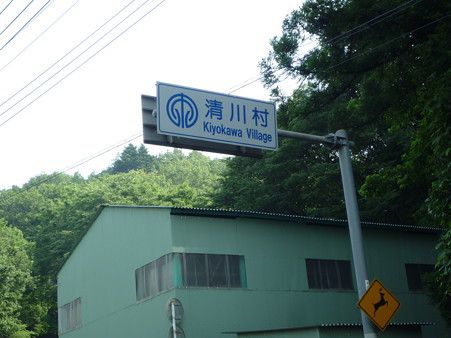 清川村
Kiyokawa Village